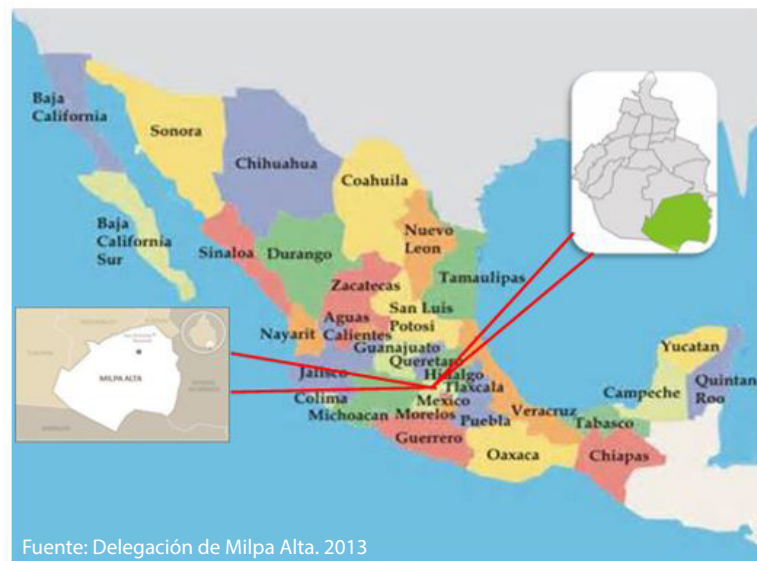 Baja
California
Sonora
Chihuahua
Coahuila
Baja
California
Sur
Sinaloa
Durango
Nuevo
Leon
Tamaulipas
Zacatecas
San Luis
Potosi
Nayarit
Aguas
Calientes
Guanajuato
Queretaro
Hidalgo
Jalisco
Tlaxcala
Mexico
Colima
Michoacan
Morelos
Puebla
Veracruz
Guerrero
Oaxaca
Tabasco
Chiapas
Campeche
Yucatan
Quintan
Roo
MILPA ALTA
Fuente: Delegación de Milpa Alta. 2013